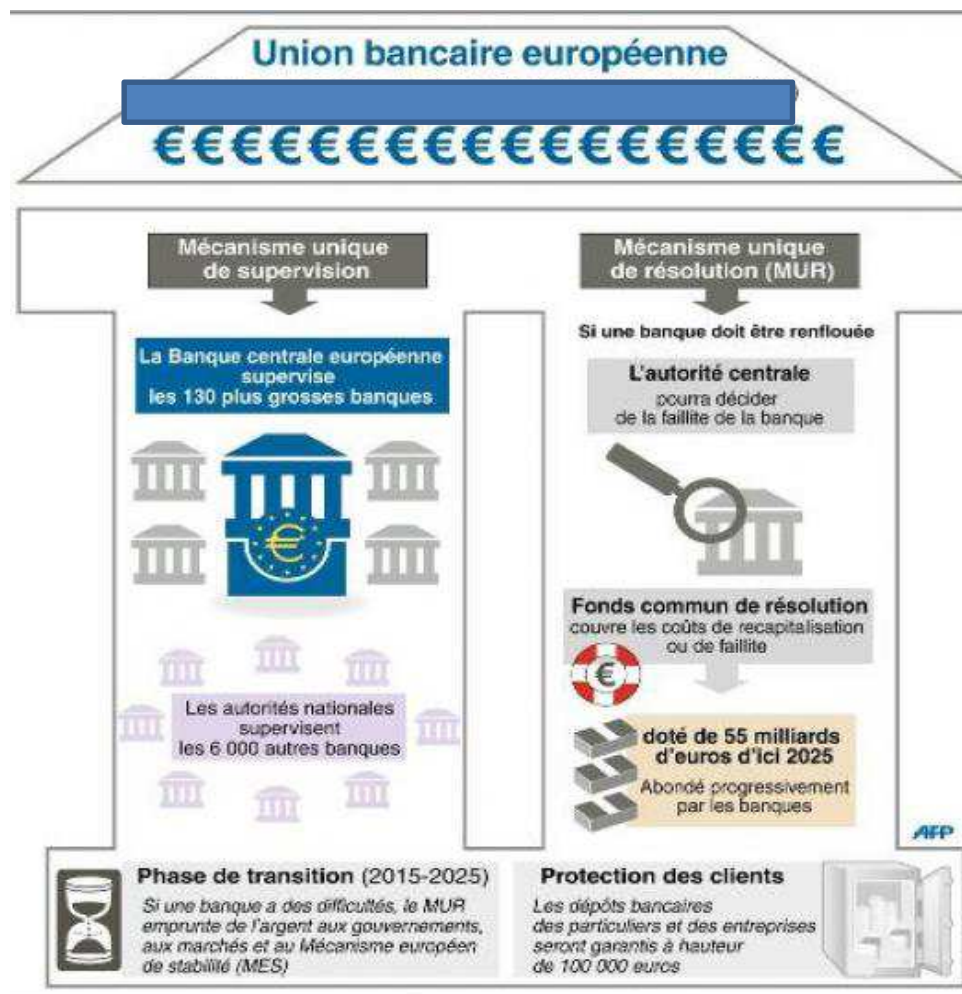 Union bancaire européenne
€€€€€€€€€€€€€€€€€€
Mécanisme unique
de supervision
La Banque centrale européenne
supervise
les 130 plus grosses banques
€
Les autorités nationales
supervisent
les 6 000 autres banques
Mécanisme unique
de résolution (MUR)
Si une banque doit être renflouée
L'autorité centrale
pourra décider
de la faillite de la banque
Fonds commun de résolution
couvre les coûts de recapitalisation
ou de faillite
€
doté de 55 milliards
d'euros d'ici 2025
Abondé progressivement
par les banques
AFP
Phase de transition (2015-2025)
Si une banque a des difficultés, le MUR
emprunte de l'argent aux gouvernements,
aux marchés et au Mécanisme européen
de stabilité (MES)
Protection des clients
Les dépôts bancaires
des particuliers et des entreprises
seront garantis à hauteur
de 100 000 euros